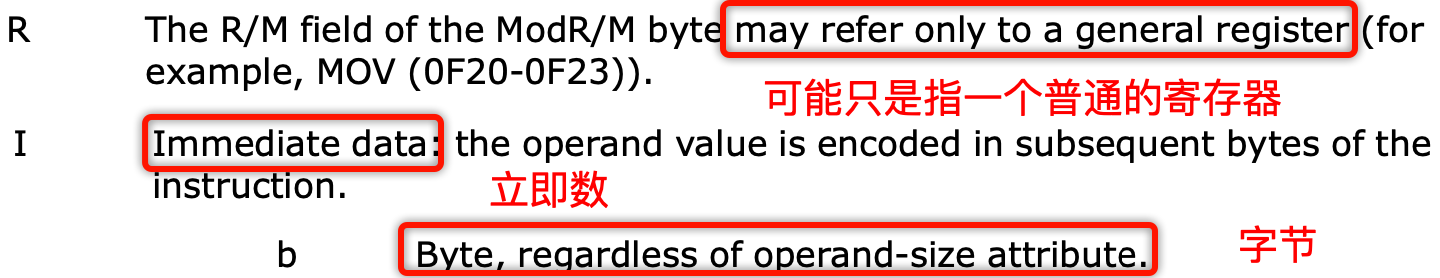 R The R/M field of the ModR/M byte may refer only to a general register (for
example, MOV (0F20-0F23)).
可能只是指一个普通的寄存器
I Immediate data: the operand value is encoded in subsequent bytes of the
instruction.
立即数
b Byte, regardless of operand-size attribute.
字节